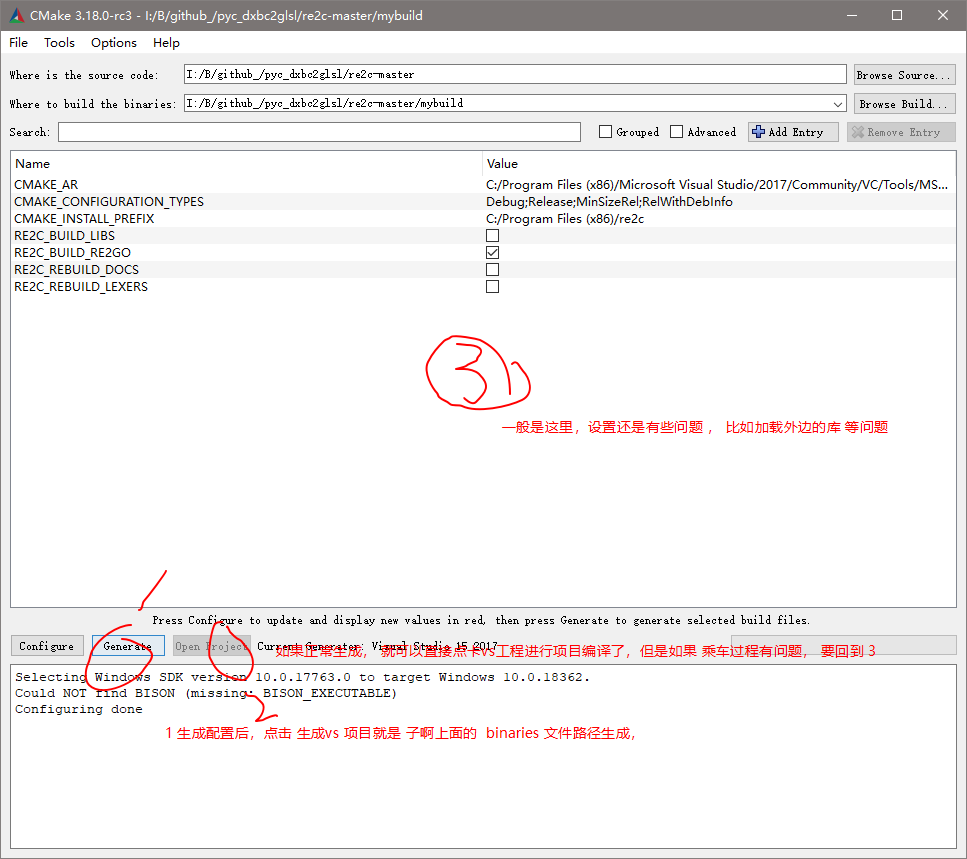 CMake 3.18.0-rc3 - I:/B/github_/pyc_dxbc2glsl/re2c-master/mybuild
File Tools Options Help
Where is the source code: I:/B/github_/pyc_dxbc2glsl/re2c-master Browse Source...
Where to build the binaries: I:/B/github_/pyc_dxbc2glsl/re2c-master/mybuild Browse Build...
Search: Grouped Advanced Add Entry Remove Entry
Name Value
CMAKE_AR C:/Program Files (x86)/Microsoft Visual Studio/2017/Community/VC/Tools/MS...
CMAKE_CONFIGURATION_TYPES Debug;Release;MinSizeRel;RelWithDebInfo
CMAKE_INSTALL_PREFIX C:/Program Files (x86)/re2c
RE2C_BUILD_LIBS
RE2C_BUILD_RE2GO
RE2C_REBUILD_DOCS
RE2C_REBUILD_LEXERS
3
一般是这里，设置还是有些问题 ， 比如加载外边的库 等问题
1
Press Configure to update and display new values in red, then press Generate to generate selected build files.
Configure Generate Open Project Current Generator: Visual Studio 15 2017
如果正常生成， 就可以直接点卡vs工程进行项目编译了，但是如果 乘车过程有问题， 要回到 3
Selecting Windows SDK version 10.0.17763.0 to target Windows 10.0.18362.
Could NOT find BISON (missing: BISON_EXECUTABLE)
Configuring done
2
1 生成配置后，点击 生成vs 项目就是 子啊上面的 binaries 文件路径生成，